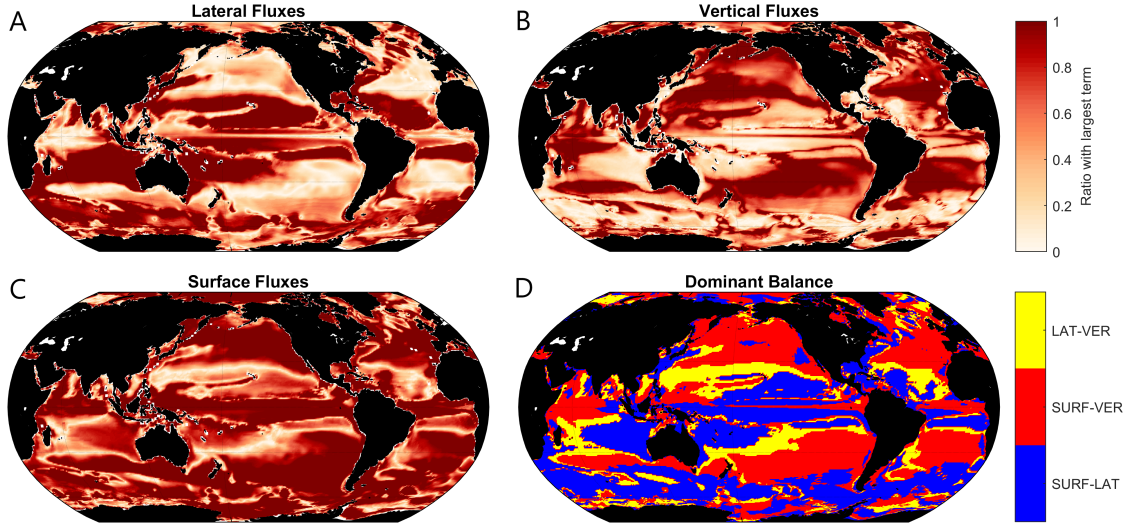 A
Lateral Fluxes
B
Vertical Fluxes
1
0.8
0.6
0.4
0.2
0
Ratio with largest term
C
Surface Fluxes
D
Dominant Balance
LAT-VER
SURF-VER
SURF-LAT